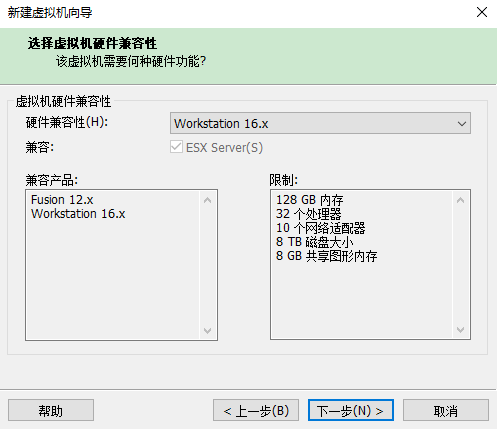 新建虚拟机向导
选择虚拟机硬件兼容性
该虚拟机需要何种硬件功能?
虚拟机硬件兼容性
硬件兼容性(H): Workstation 16.x
兼容: ESX Server(S)
兼容产品:
Fusion 12.x
Workstation 16.x
限制:
128 GB 内存
32 个处理器
10 个网络适配器
8 TB 磁盘大小
8 GB 共享图形内存
帮助 < 上一步(B) 下一步(N) > 取消